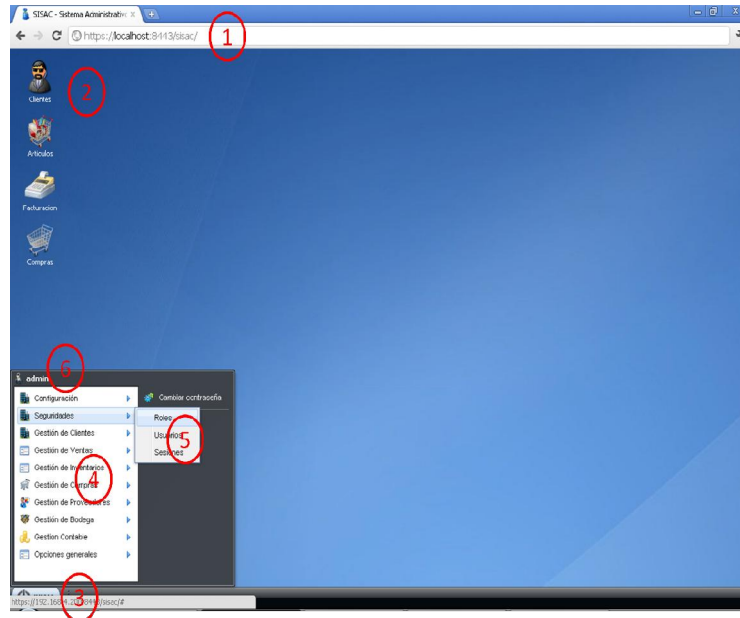 SISAC - Sistema Administrativo
https://localhost:8443/sisac/
1
2
Clientes
Articulos
Facturacion
Compras
6
admin
Configuración
Cambiar contraseña
Seguridades
Roles
Gestión de Clientes
Usuarios
5
Gestión de Ventas
Sesiones
Gestión de Inventarios
4
Gestión de Compras
Gestión de Proveedores
Gestión de Bodega
Gestion Contable
Opciones generales
3
/sisac/#